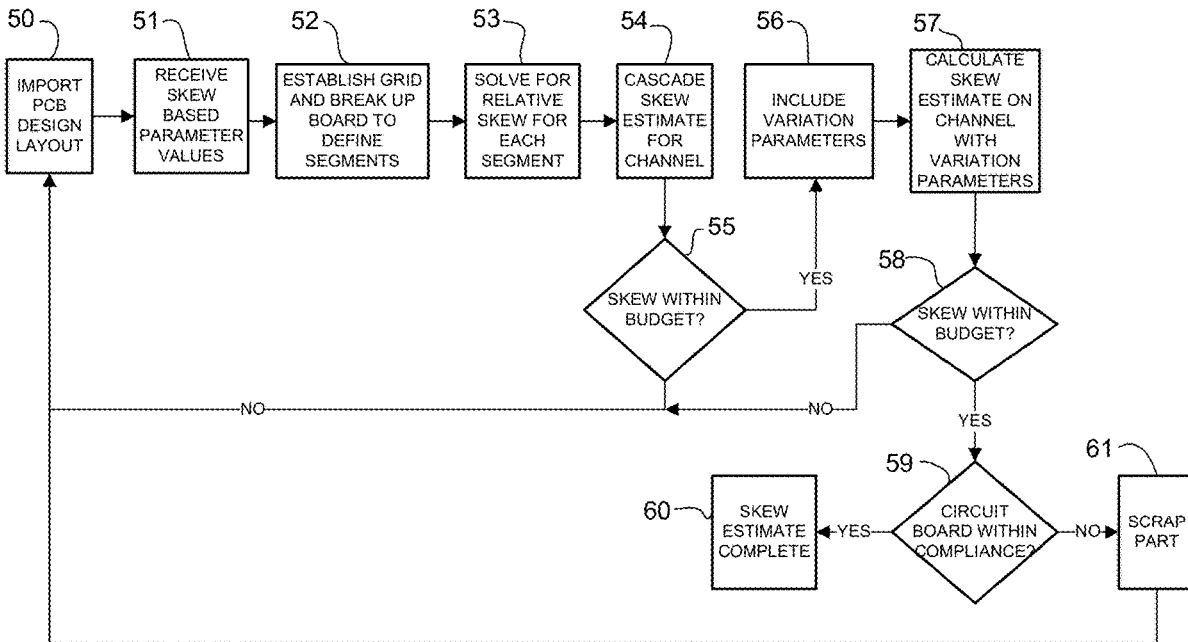 50
51
52
53
54
56
57
IMPORT
PCB
DESIGN
LAYOUT
RECEIVE
SKEW
BASED
PARAMETER
VALUES
ESTABLISH GRID
AND BREAK UP
BOARD TO
DEFINE
SEGMENTS
SOLVE FOR
RELATIVE
SKEW FOR
EACH
SEGMENT
CASCADE
SKEW
ESTIMATE
FOR
CHANNEL
INCLUDE
VARIATION
PARAMETERS
CALCULATE
SKEW
ESTIMATE ON
CHANNEL
WITH
VARIATION
PARAMETERS
55
SKEW WITHIN
BUDGET?
YES
58
SKEW WITHIN
BUDGET?
NO
NO
YES
59
61
60
SKEW
ESTIMATE
COMPLETE
YES
CIRCUIT
BOARD WITHIN
COMPLIANCE?
NO
SCRAP
PART